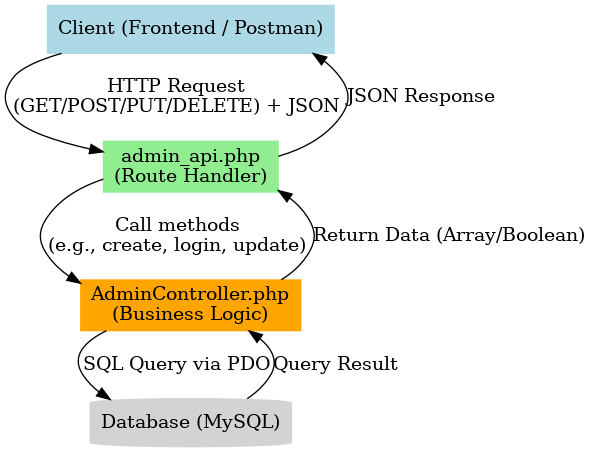 Client (Frontend / Postman)
HTTP Request
(GET/POST/PUT/DELETE) + JSON
JSON Response
admin_api.php
(Route Handler)
Call methods
(e.g., create, login, update)
Return Data (Array/Boolean)
AdminController.php
(Business Logic)
SQL Query via PDO
Query Result
Database (MySQL)